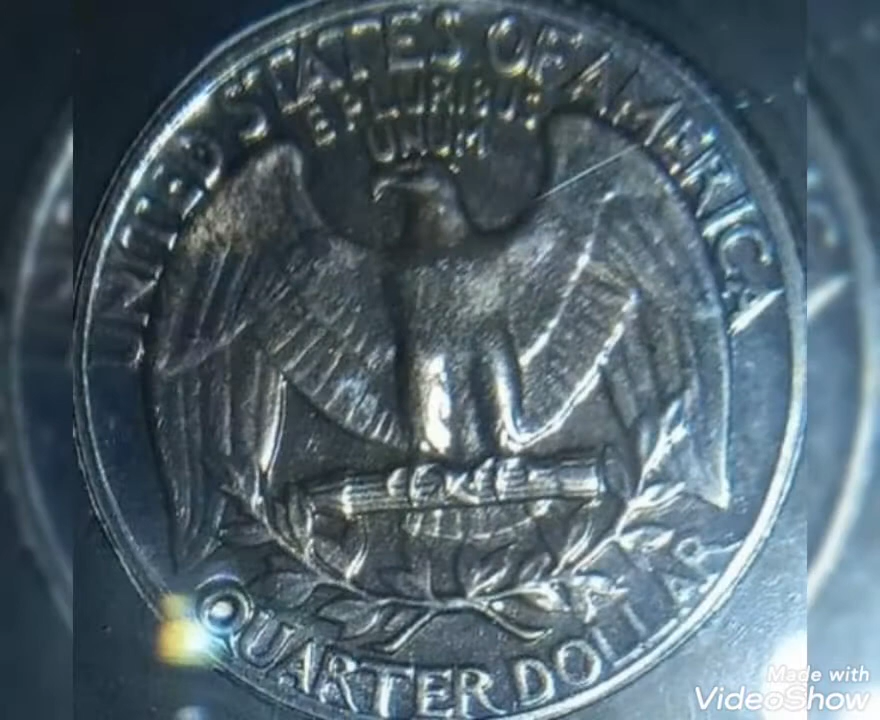 UNITED STATES OF AMERICA
E PLURIBUS
UNUM
QUARTER DOLLAR
Made with
VideoShow